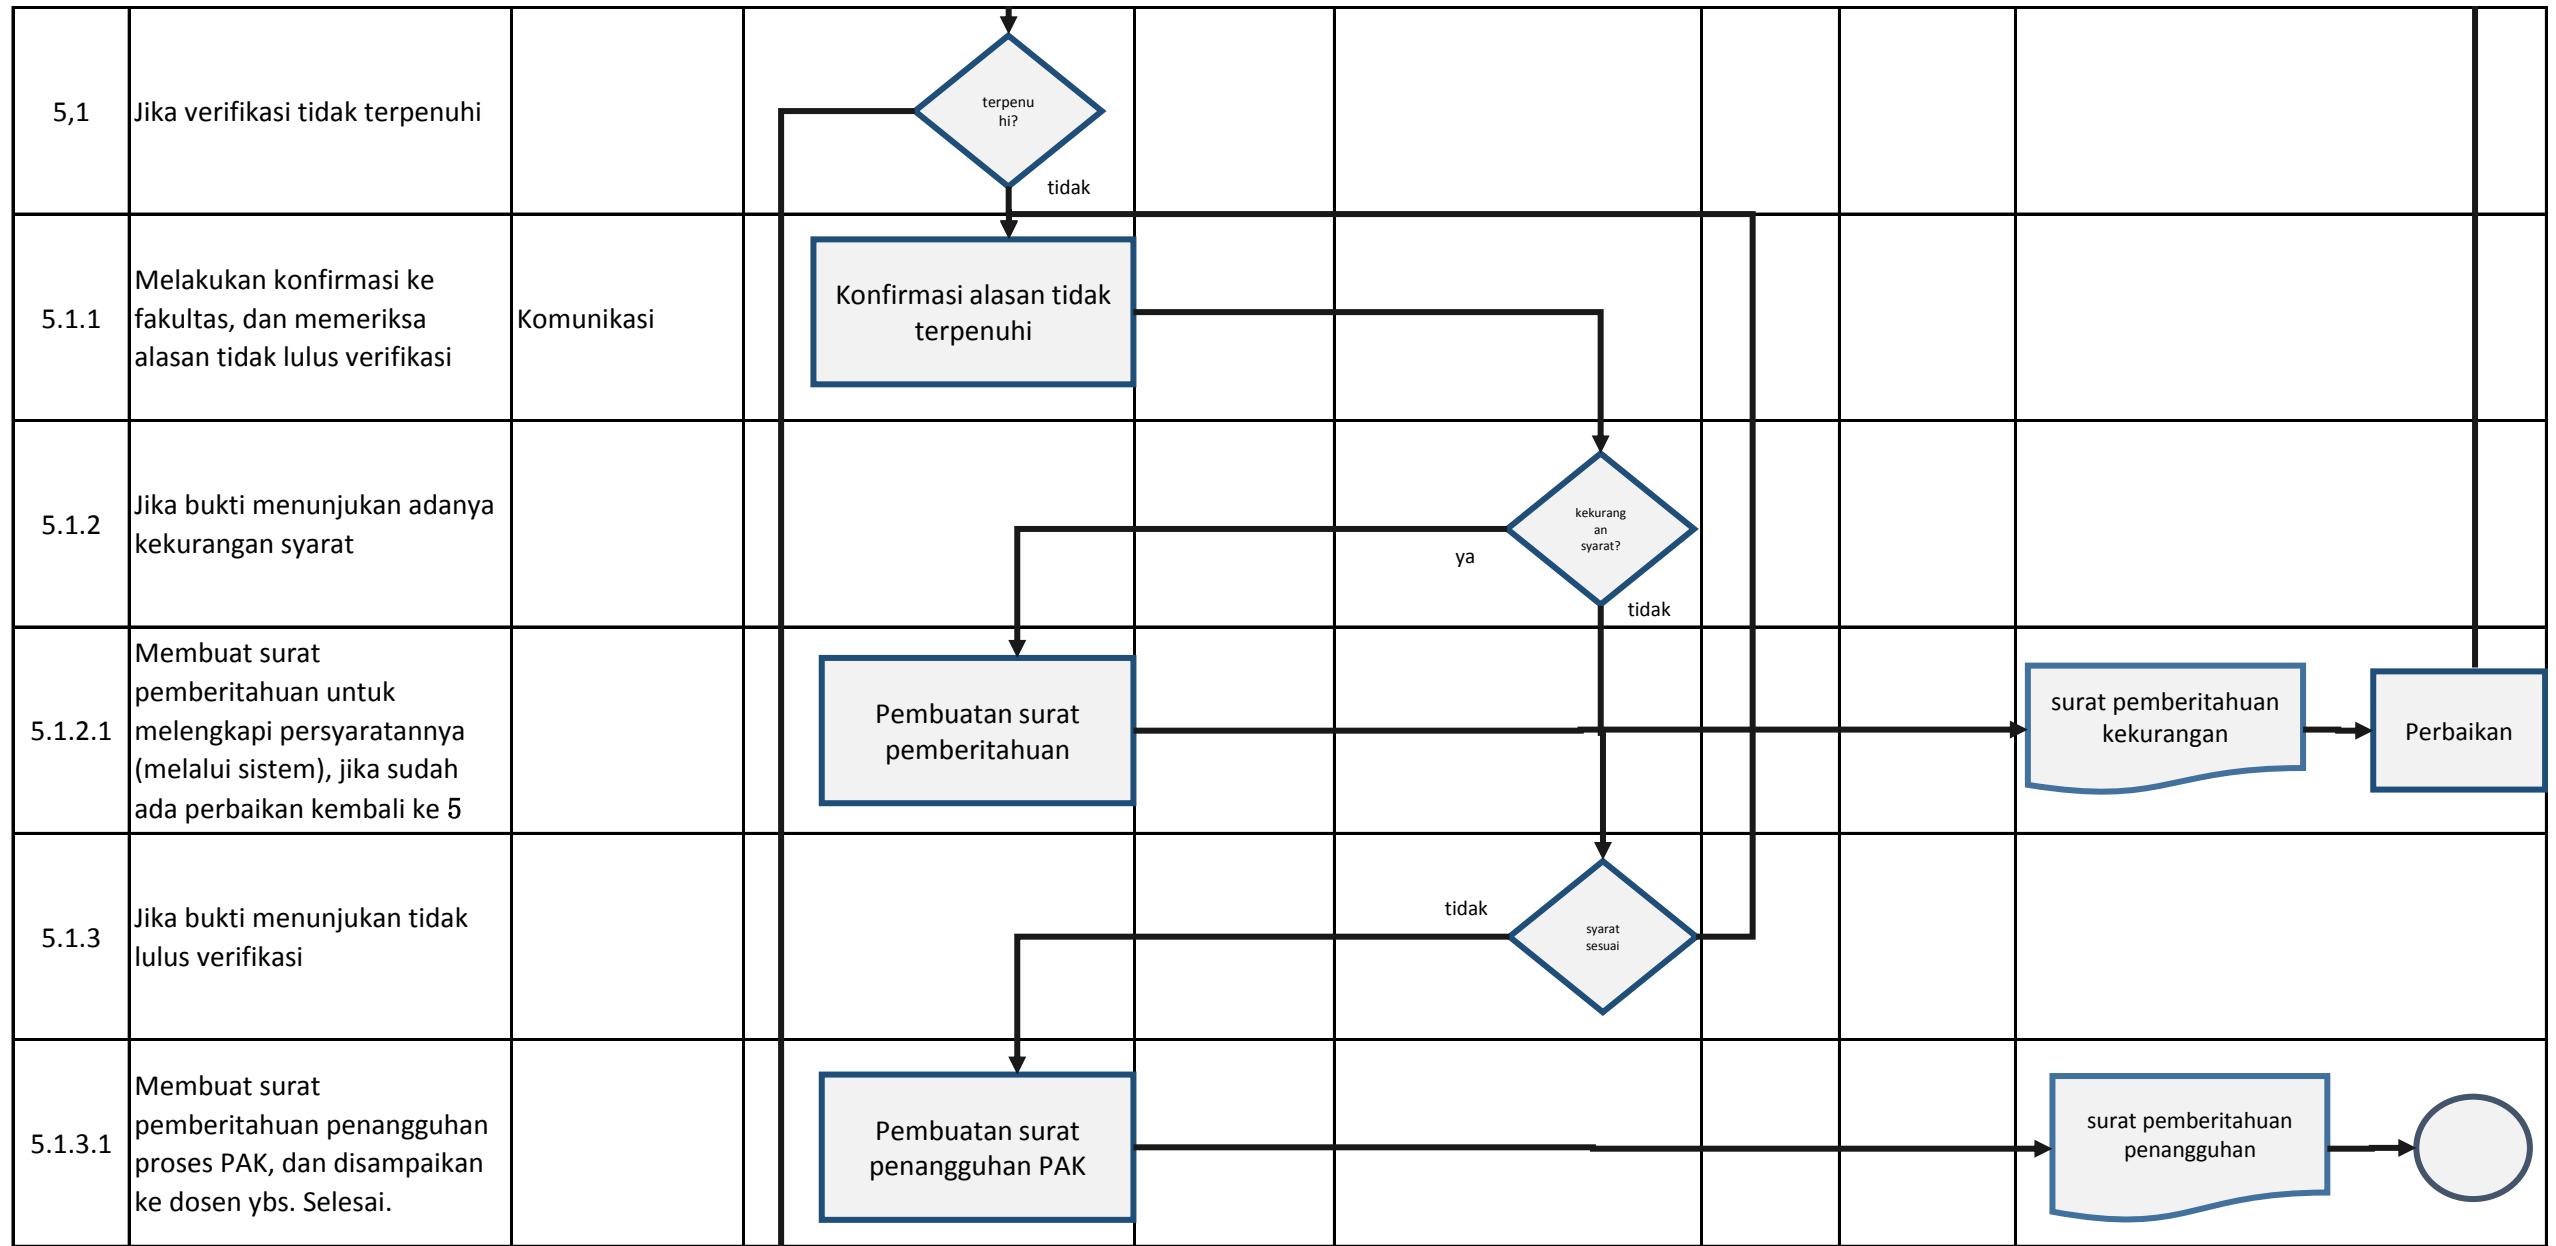 5,1
Jika verifikasi tidak terpenuhi
terpenu
hi?
tidak
5.1.1
Melakukan konfirmasi ke
fakultas, dan memeriksa
alasan tidak lulus verifikasi
Komunikasi
Konfirmasi alasan tidak
terpenuhi
5.1.2
Jika bukti menunjukan adanya
kekurangan syarat
kekurang
an
syarat?
ya
tidak
5.1.2.1
Membuat surat
pemberitahuan untuk
melengkapi persyaratannya
(melalui sistem), jika sudah
ada perbaikan kembali ke 5
Pembuatan surat
pemberitahuan
surat pemberitahuan
kekurangan
Perbaikan
5.1.3
Jika bukti menunjukan tidak
lulus verifikasi
tidak
syarat
sesuai
5.1.3.1
Membuat surat
pemberitahuan penangguhan
proses PAK, dan disampaikan
ke dosen ybs. Selesai.
Pembuatan surat
penangguhan PAK
surat pemberitahuan
penangguhan